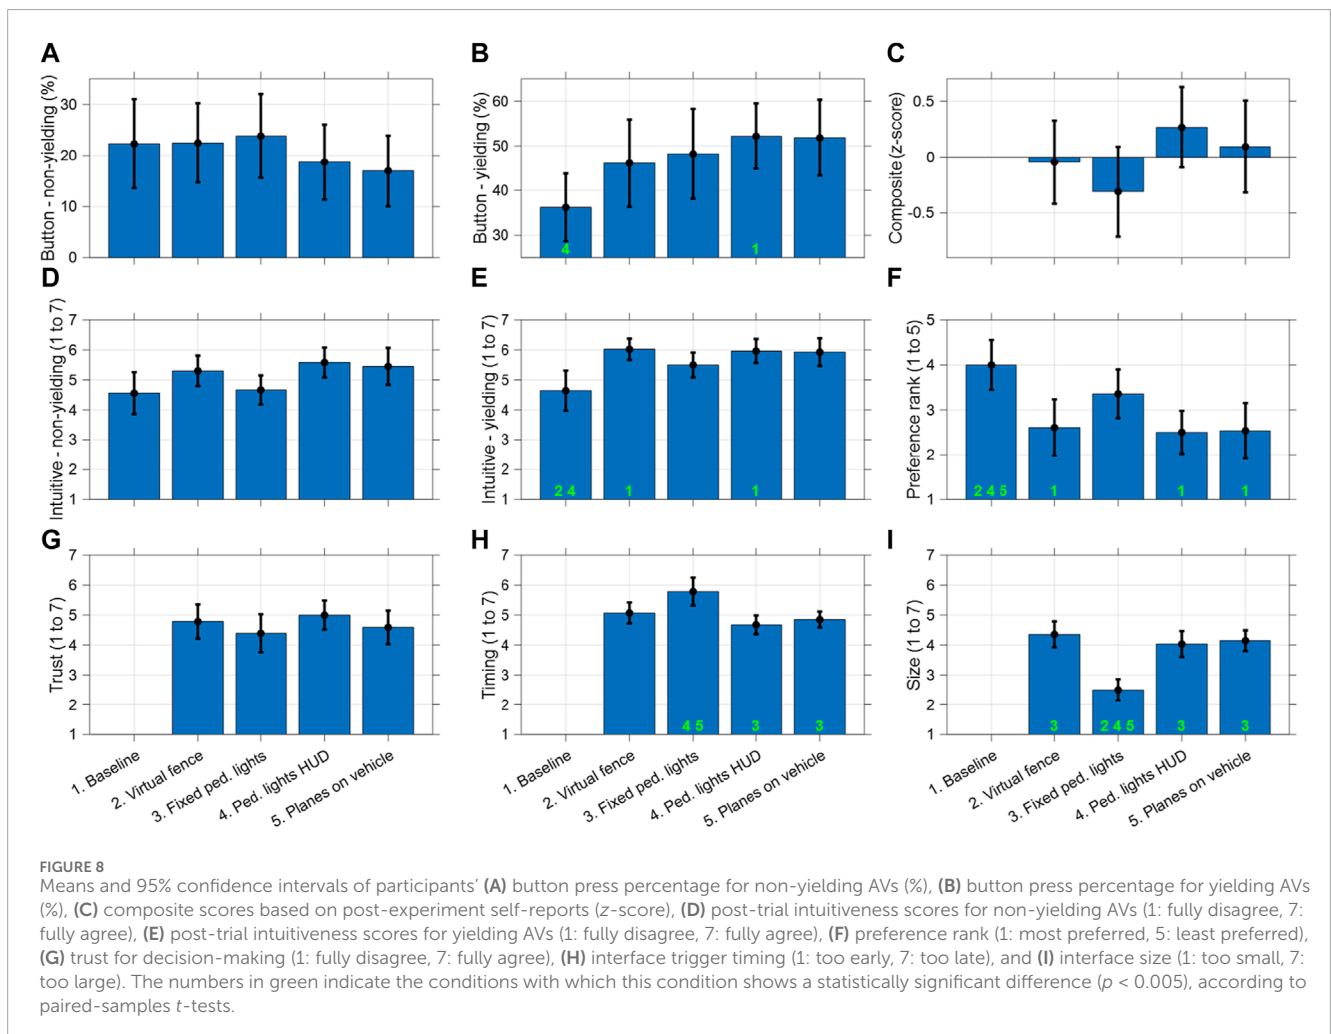 A
Button - non-yielding (%)
30
20
10
0
B
Button - yielding (%)
60
50
40
30
4
1
C
Composite (z-score)
0.5
0
-0.5
D
Intuitive - non-yielding (1 to 7)
7
6
5
4
3
2
1
E
Intuitive - yielding (1 to 7)
7
6
5
4
3
2
1
2 4
1
1
F
Preference rank (1 to 5)
5
4
3
2
1
2 4 5
1
1
1
G
Trust (1 to 7)
7
6
5
4
3
2
1
1. Baseline
2. Virtual fence
3. Fixed ped. lights
4. Ped. lights HUD
5. Planes on vehicle
H
Timing (1 to 7)
7
6
5
4
3
2
1
4 5
3
3
1. Baseline
2. Virtual fence
3. Fixed ped. lights
4. Ped. lights HUD
5. Planes on vehicle
I
Size (1 to 7)
7
6
5
4
3
2
1
3
2 4 5
3
3
1. Baseline
2. Virtual fence
3. Fixed ped. lights
4. Ped. lights HUD
5. Planes on vehicle
FIGURE 8
Means and 95% confidence intervals of participants' (A) button press percentage for non-yielding AVs (%), (B) button press percentage for yielding AVs
(%), (C) composite scores based on post-experiment self-reports (z-score), (D) post-trial intuitiveness scores for non-yielding AVs (1: fully disagree, 7:
fully agree), (E) post-trial intuitiveness scores for yielding AVs (1: fully disagree, 7: fully agree), (F) preference rank (1: most preferred, 5: least preferred),
(G) trust for decision-making (1: fully disagree, 7: fully agree), (H) interface trigger timing (1: too early, 7: too late), and (I) interface size (1: too small, 7:
too large). The numbers in green indicate the conditions with which this condition shows a statistically significant difference (p < 0.005), according to
paired-samples t-tests.